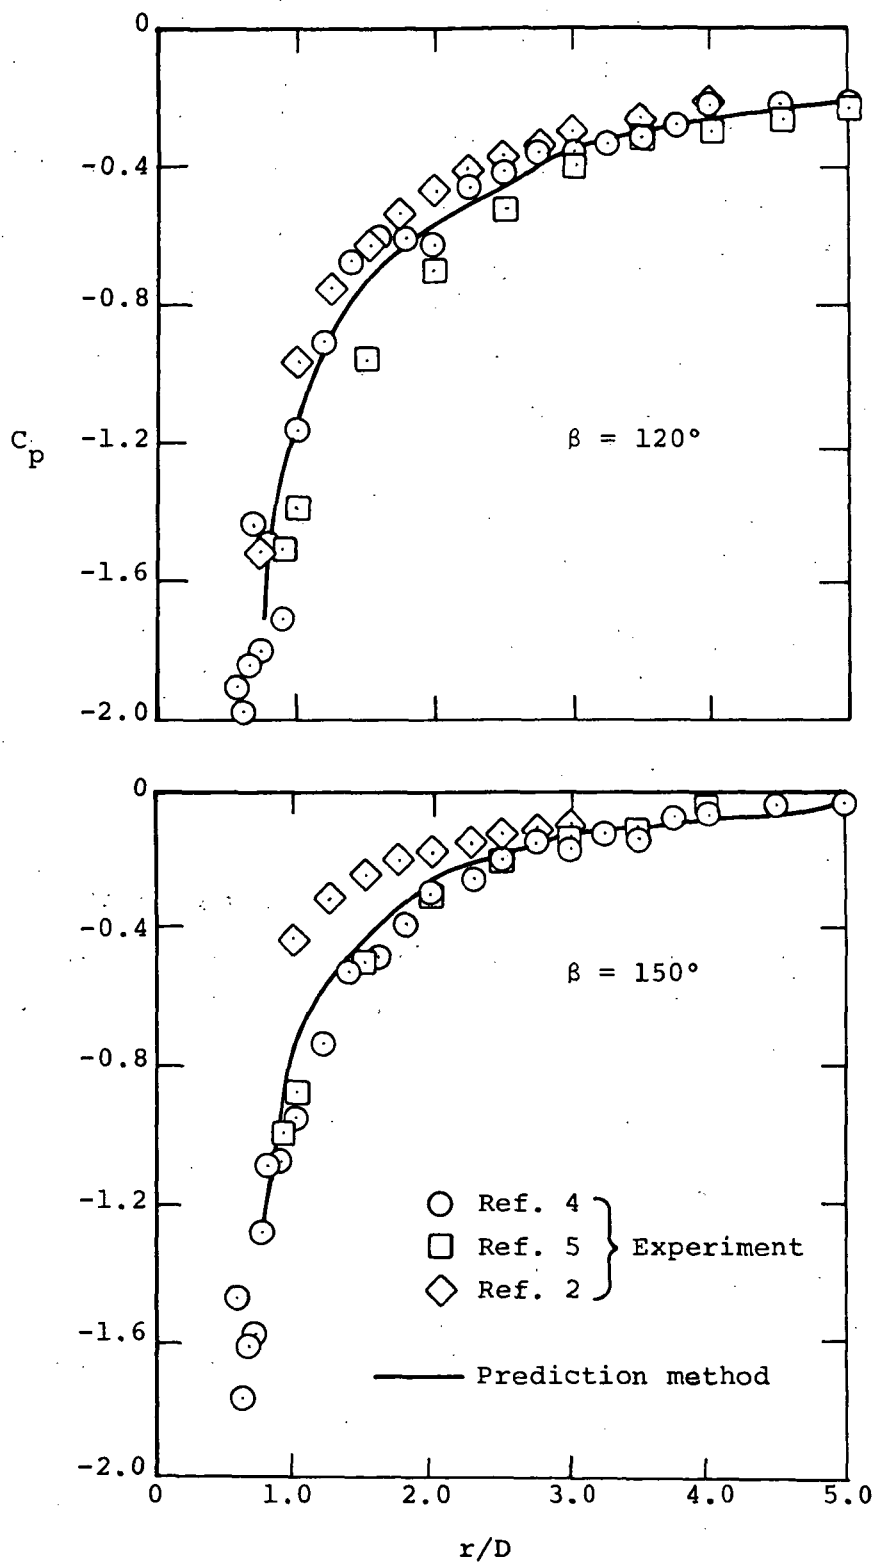 0
-0.4
-0.8
C_p
-1.2
β = 120°
-1.6
-2.0
0
-0.4
β = 150°
-0.8
-1.2
Ref. 4
Ref. 5
Experiment
Ref. 2
-1.6
Prediction method
-2.0
0 1.0 2.0 3.0 4.0 5.0
r/D